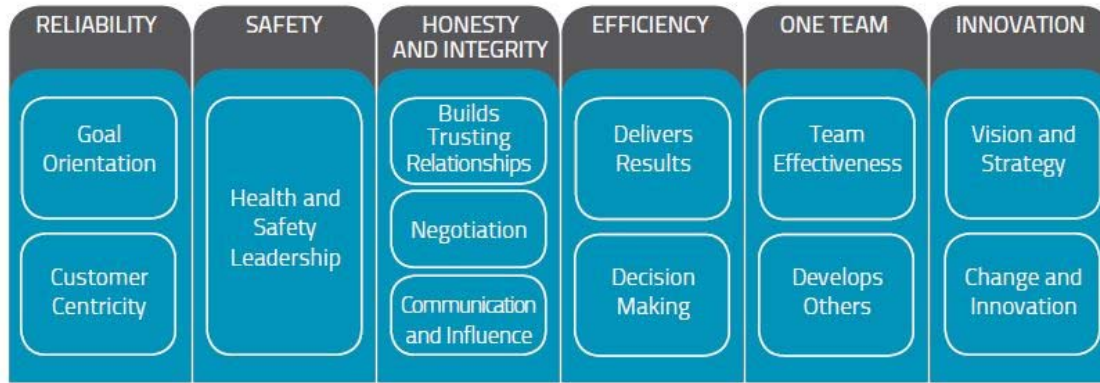 RELIABILITY
Goal
Orientation
Customer
Centricity
SAFETY
Health and
Safety
Leadership
HONESTY
AND INTEGRITY
Builds
Trusting
Relationships
Negotiation
Communication
and Influence
EFFICIENCY
Delivers
Results
Decision
Making
ONE TEAM
Team
Effectiveness
Develops
Others
INNOVATION
Vision and
Strategy
Change and
Innovation